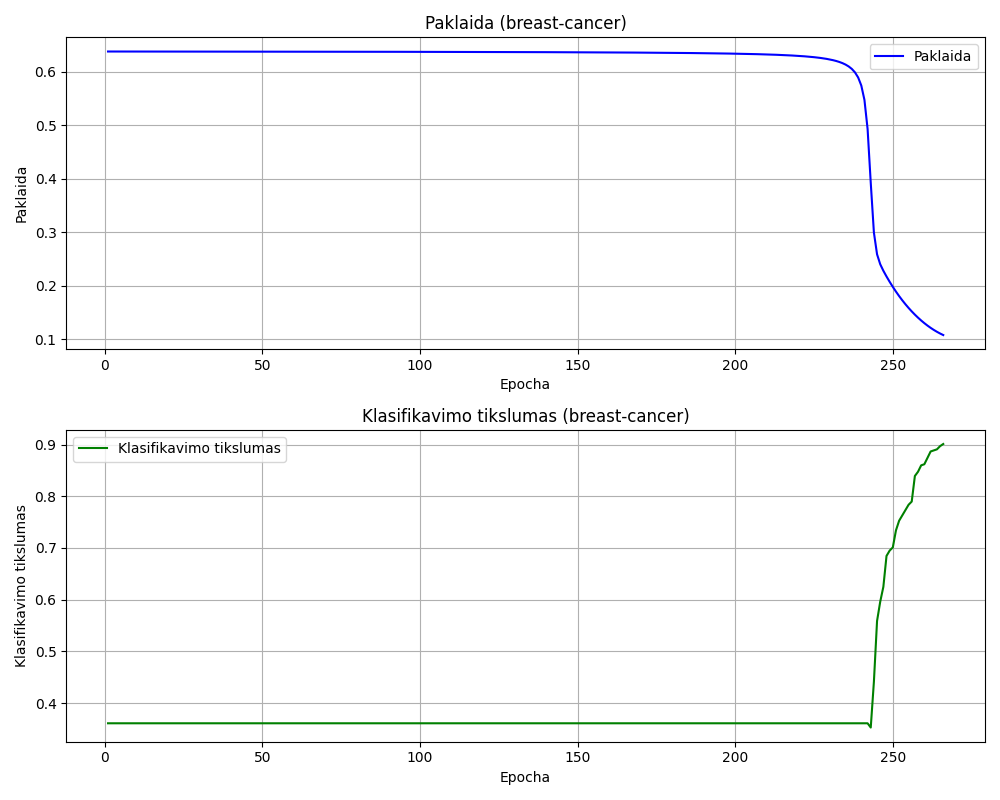 Paklaida (breast-cancer)
Paklaida
0.6
0.5
0.4
0.3
0.2
0.1
Paklaida
0 50 100 150 200 250
Epocha
Klasifikavimo tikslumas (breast-cancer)
Klasifikavimo tikslumas
0.9
0.8
0.7
0.6
0.5
0.4
Klasifikavimo tikslumas
0 50 100 150 200 250
Epocha